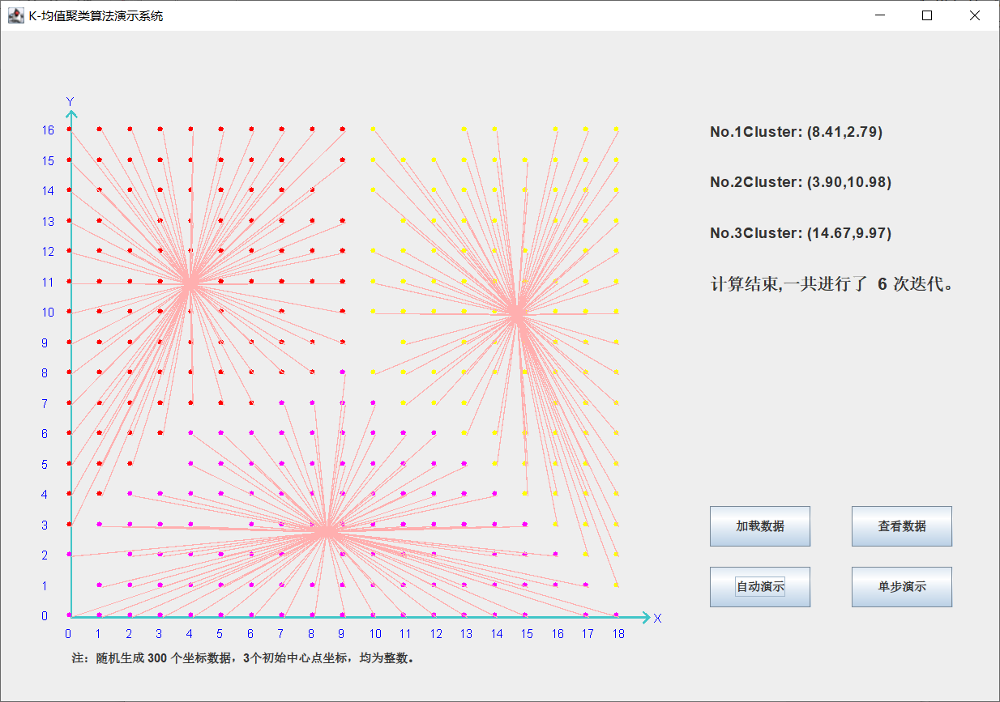 K-均值聚类算法演示系统
Y
16
15
14
13
12
11
10
9
8
7
6
5
4
3
2
1
0
0 1 2 3 4 5 6 7 8 9 10 11 12 13 14 15 16 17 18 X
注：随机生成 300 个坐标数据，3个初始中心点坐标，均为整数。
No.1Cluster: (8.41,2.79)
No.2Cluster: (3.90,10.98)
No.3Cluster: (14.67,9.97)
计算结束,一共进行了 6 次迭代。
加载数据 查看数据
自动演示 单步演示